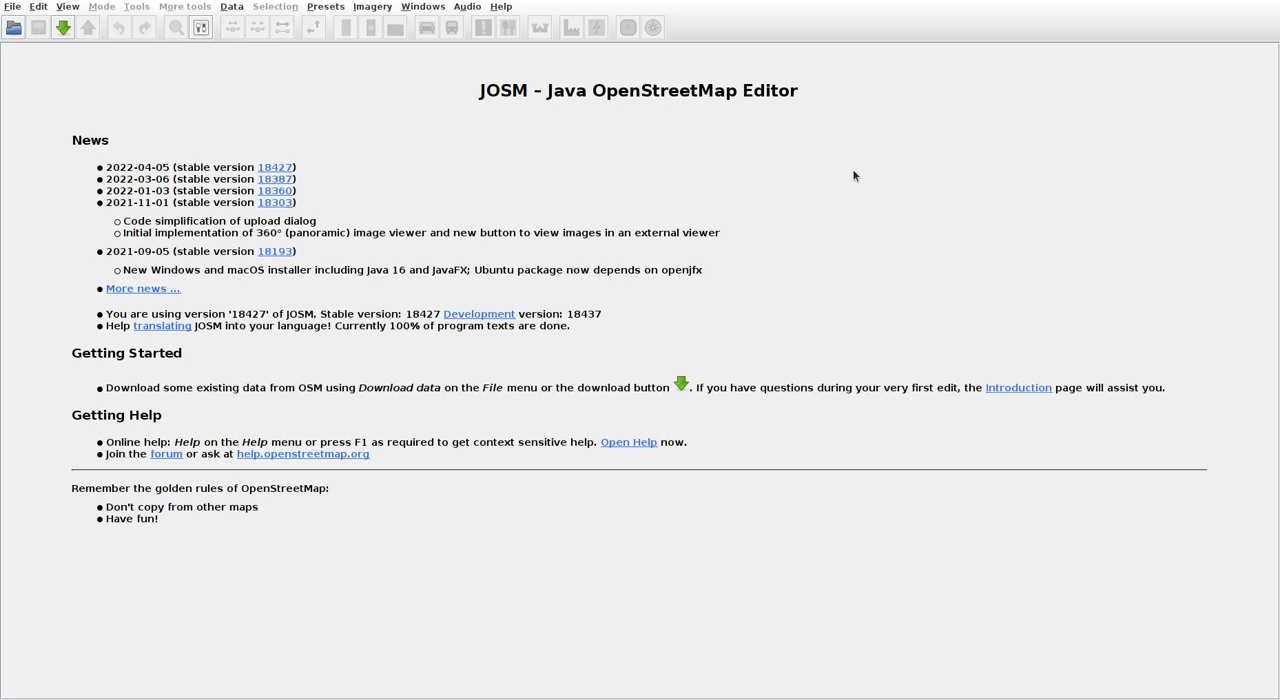 File Edit View Mode Tools More tools Data Selection Presets Imagery Windows Audio Help
JOSM – Java OpenStreetMap Editor
News
● 2022-04-05 (stable version 18427)
● 2022-03-06 (stable version 18387)
● 2022-01-03 (stable version 18360)
● 2021-11-01 (stable version 18303)
○ Code simplification of upload dialog
○ Initial implementation of 360° (panoramic) image viewer and new button to view images in an external viewer
● 2021-09-05 (stable version 18193)
○ New Windows and macOS installer including Java 16 and JavaFX; Ubuntu package now depends on openjfx
● More news ...
● You are using version '18427' of JOSM. Stable version: 18427 Development version: 18437
● Help translating JOSM into your language! Currently 100% of program texts are done.
Getting Started
● Download some existing data from OSM using Download data on the File menu or the download button . If you have questions during your very first edit, the Introduction page will assist you.
Getting Help
● Online help: Help on the Help menu or press F1 as required to get context sensitive help. Open Help now.
● Join the forum or ask at help.openstreetmap.org
Remember the golden rules of OpenStreetMap:
● Don't copy from other maps
● Have fun!